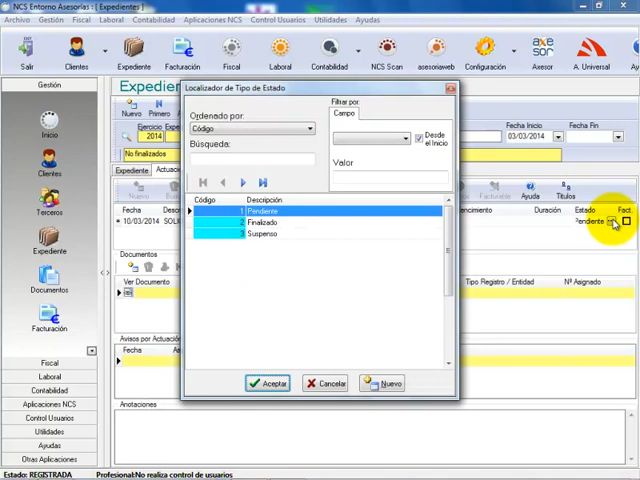 NCS Entorno Asesorías : [ Expedientes ]
Archivo Gestión Fiscal Laboral Contabilidad Aplicaciones NCS Control Usuarios Utilidades Ayudas
Salir Clientes Expediente Facturación Fiscal Laboral Contabilidad NCS Scan asesoriaweb Configuración Axesor A. Universal
Gestión
Inicio
Clientes
Terceros
Expediente
Documentos
Facturación
Fiscal
Laboral
Contabilidad
Aplicaciones NCS
Control Usuarios
Utilidades
Ayudas
Otras Aplicaciones
Nuevo Primero
Ejercicio
2014
Fecha Inicio Fecha Fin
03/03/2014
No finalizados
Expediente
Nuevo Facturable Ayuda Títulos
Fecha
Duración Estado Fact.
10/03/2014
Documentos
Ver Documento
Tipo Registro / Entidad Nº Asignado
Avisos por Actuación
Fecha
Anotaciones
Localizador de Tipo de Estado
Ordenado por:
Código
Búsqueda:
Filtrar por:
Campo
Desde el Inicio
Valor
Código Descripción
1 Pendiente
2 Finalizado
3 Suspenso
Aceptar Cancelar Nuevo
Estado: REGISTRADA Profesional:No realiza control de usuarios